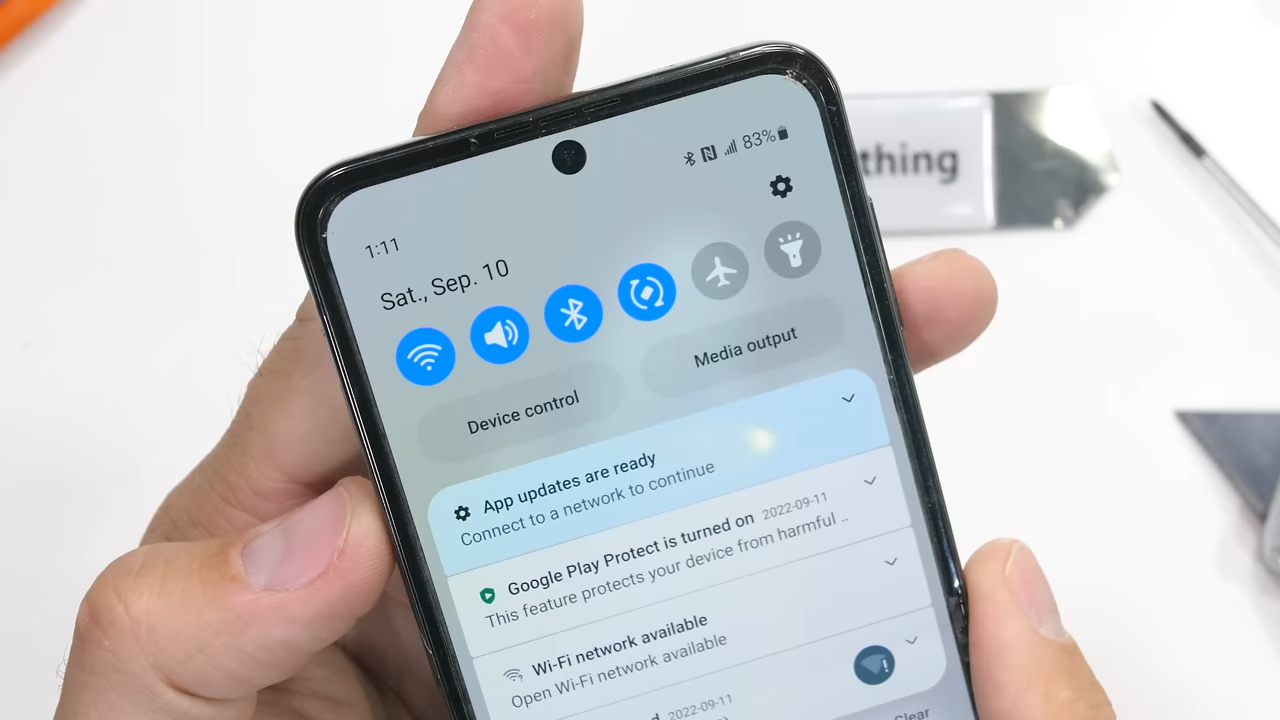 thing
83%
1:11
Sat., Sep. 10
Device control
Media output
App updates are ready
Connect to a network to continue
Google Play Protect is turned on 2022-09-11
This feature protects your device from harmful ..
Wi-Fi network available
Open Wi-Fi network available
2022-09-11
Clear